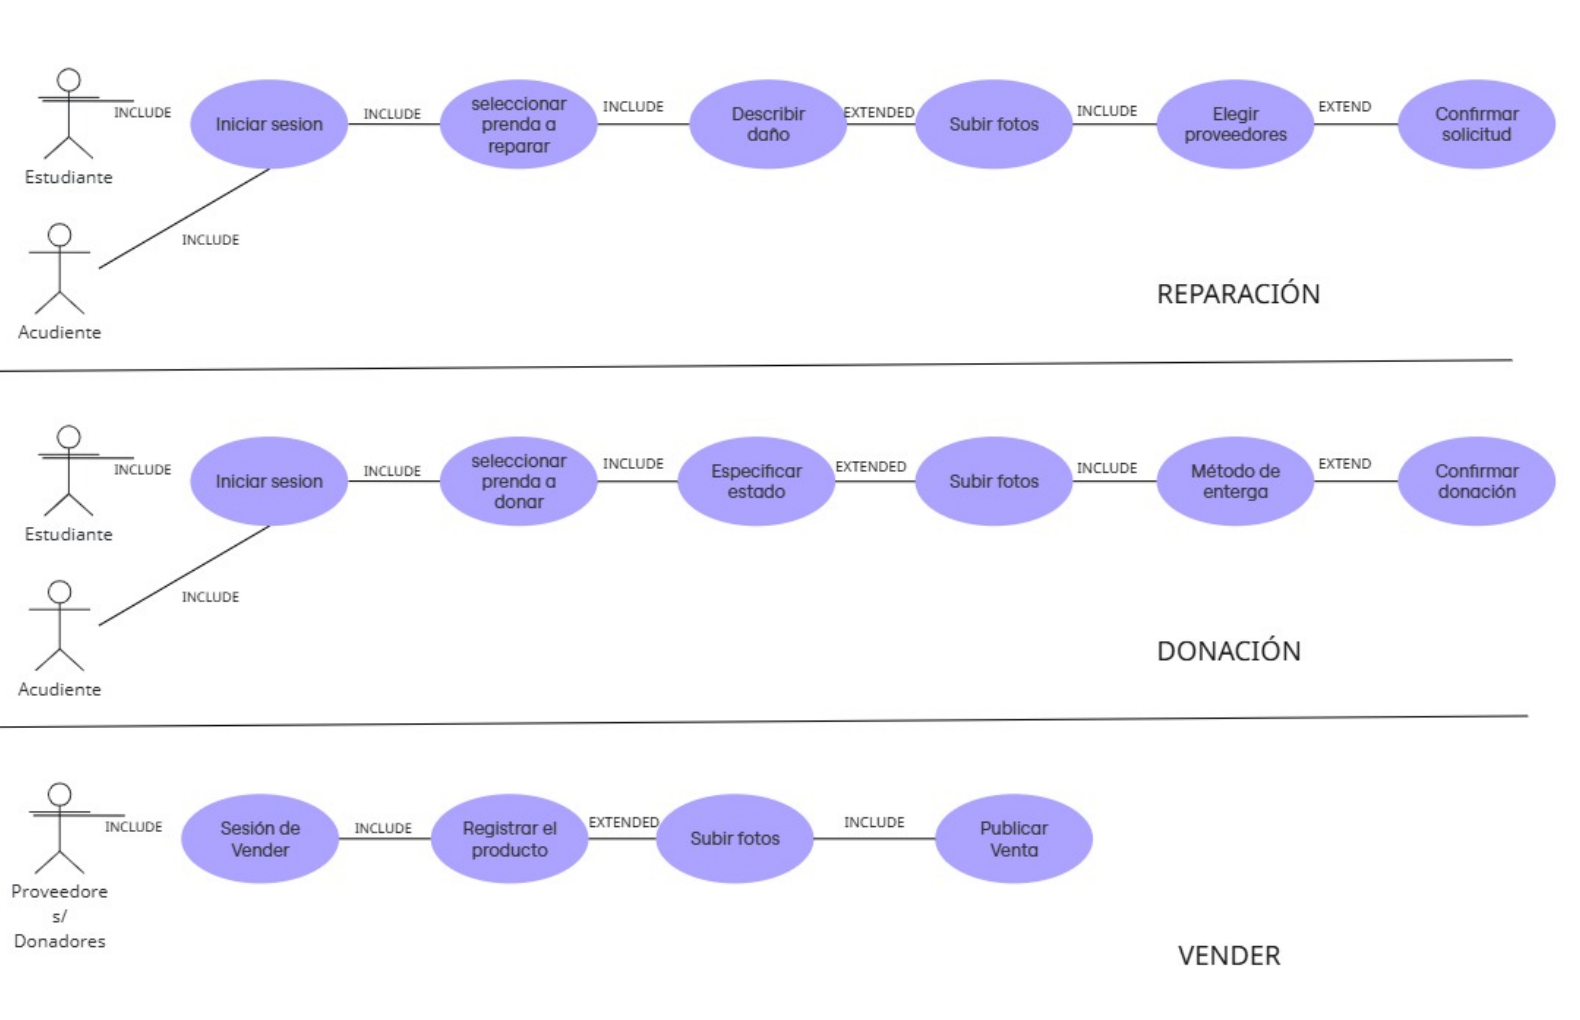 INCLUDE
Iniciar sesion
INCLUDE
seleccionar
prenda a
reparar
INCLUDE
Describir
daño
EXTENDED
Subir fotos
INCLUDE
Elegir
proveedores
EXTEND
Confirmar
solicitud
Estudiante
INCLUDE
Acudiente
REPARACIÓN
INCLUDE
Iniciar sesion
INCLUDE
seleccionar
prenda a
donar
INCLUDE
Especificar
estado
EXTENDED
Subir fotos
INCLUDE
Método de
enterga
EXTEND
Confirmar
donación
Estudiante
INCLUDE
Acudiente
DONACIÓN
INCLUDE
Sesión de
Vender
INCLUDE
Registrar el
producto
EXTENDED
Subir fotos
INCLUDE
Publicar
Venta
Proveedore
s/
Donadores
VENDER